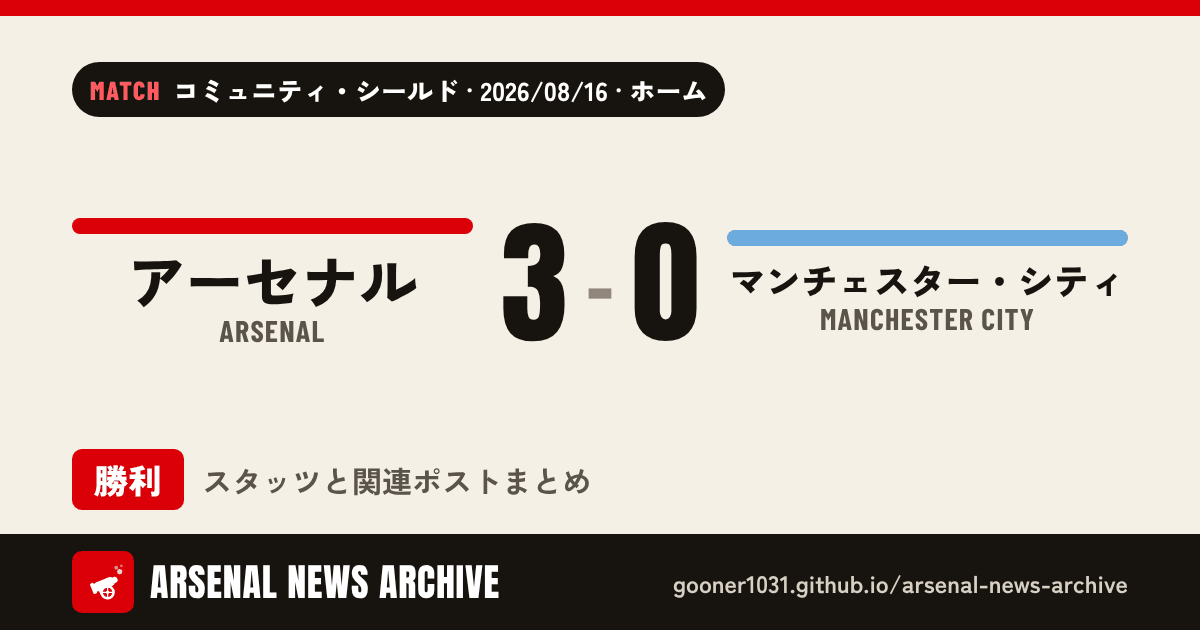 MATCH コミュニティ・シールド · 2026/08/16 · ホーム
アーセナル
ARSENAL
3 - 0
マンチェスター・シティ
MANCHESTER CITY
勝利 スタッツと関連ポストまとめ
ARSENAL NEWS ARCHIVE
gooner1031.github.io/arsenal-news-archive